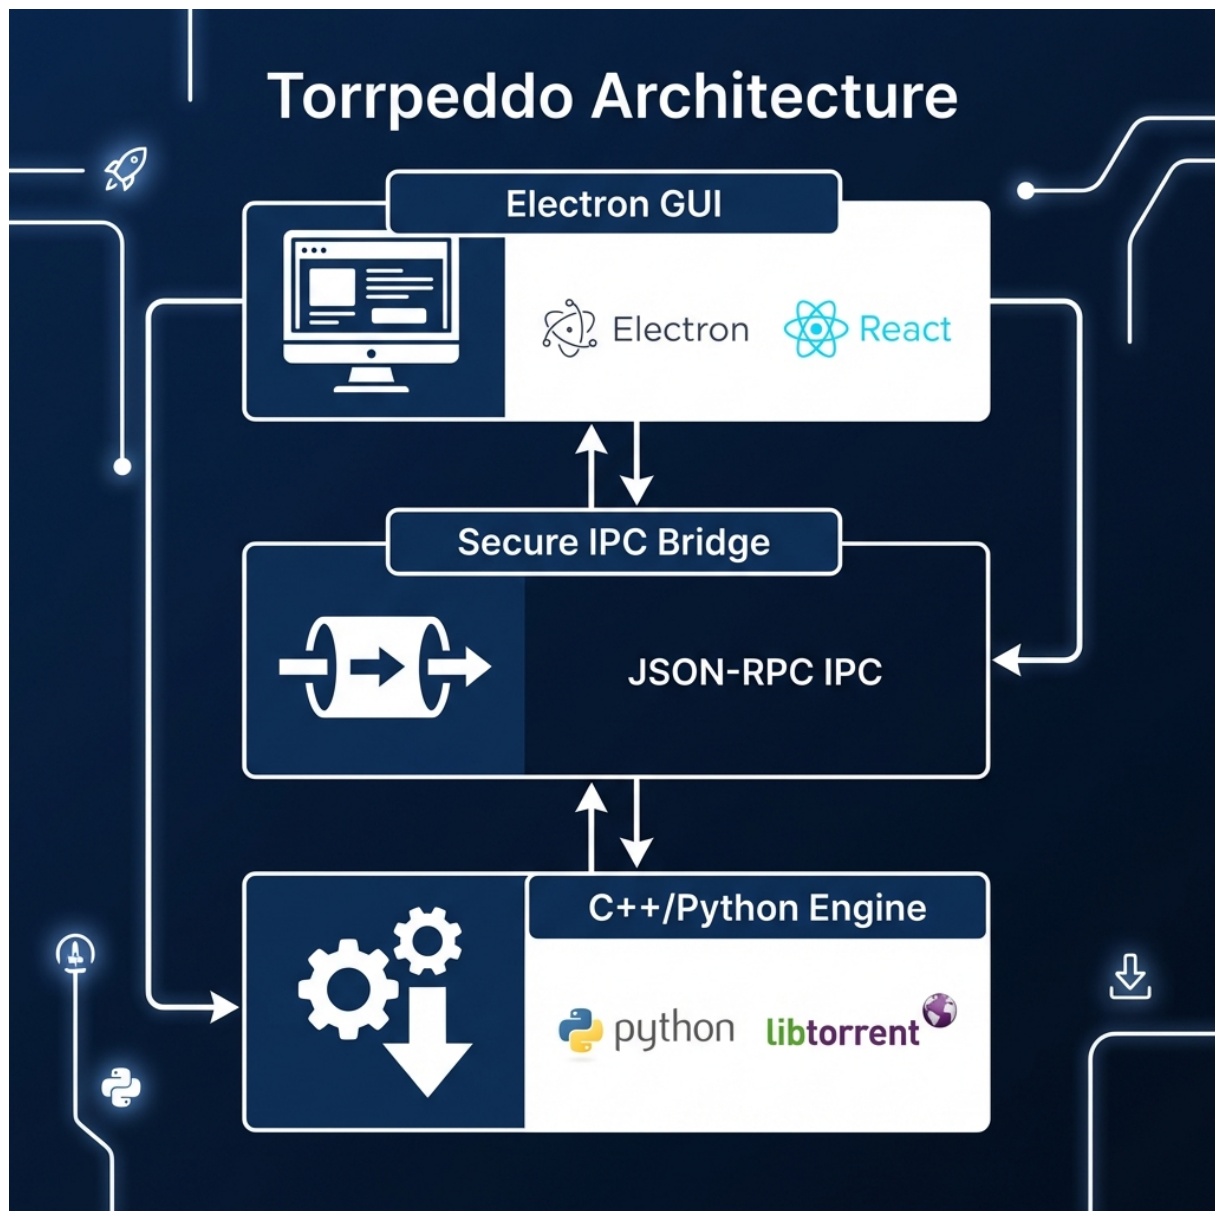 Torrpeddo Architecture
Electron GUI
Electron
React
Secure IPC Bridge
JSON-RPC IPC
C++/Python Engine
python
libtorrent